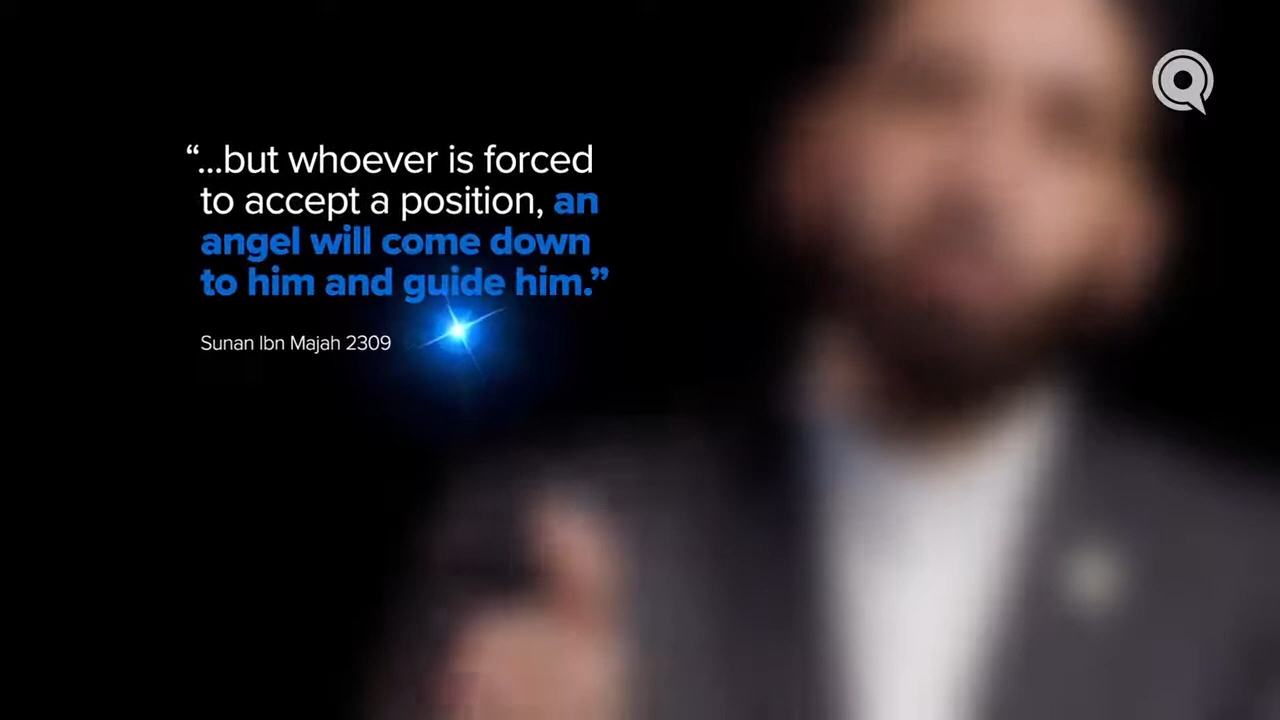 “...but whoever is forced
to accept a position, an
angel will come down
to him and guide him.”
Sunan Ibn Majah 2309